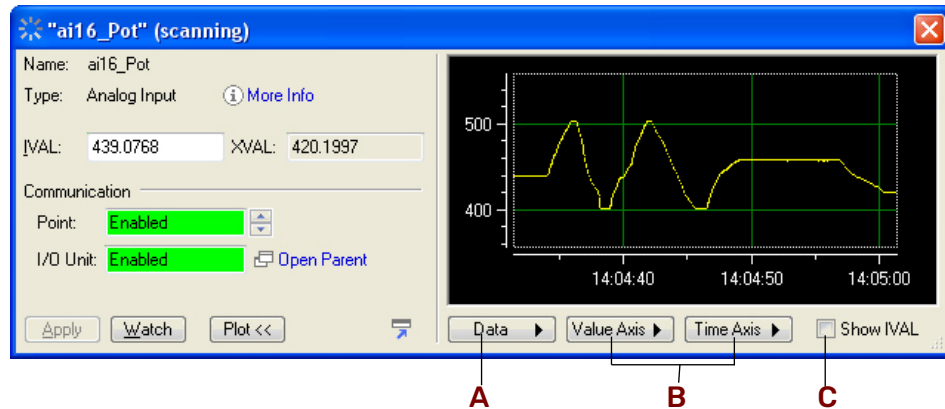 "ai16_Pot" (scanning)
Name: ai16_Pot
Type: Analog Input More Info
IVAL: 439.0768 XVAL: 420.1997
Communication
Point: Enabled
I/O Unit: Enabled Open Parent
Apply Watch Plot <<
500
400
14:04:40 14:04:50 14:05:00
Data Value Axis Time Axis Show IVAL
A B C